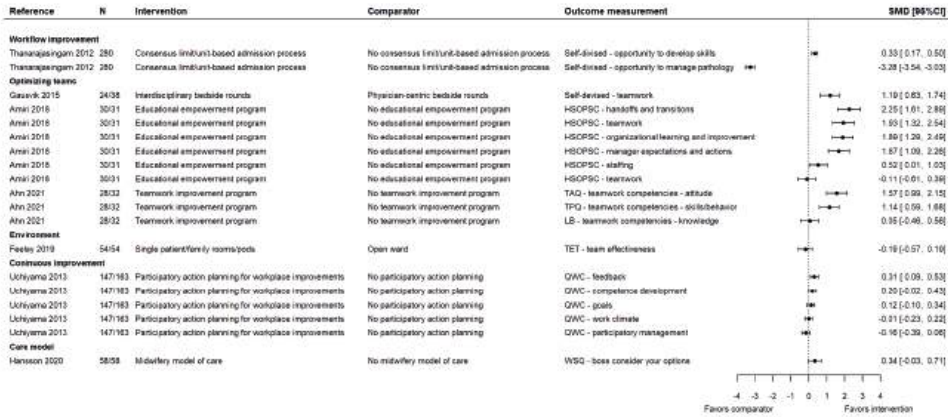 Reference N Intervention Comparator Outcome measurement SMD [95%CI]
Workflow improvement
Thanarajasingam 2012 280 Consensus limit/unit-based admission process No consensus limit/unit-based admission process Self-divised - opportunity to develop skills 0.33 [0.17, 0.50]
Thanarajasingam 2012 280 Consensus limit/unit-based admission process No consensus limit/unit-based admission process Self-divised - opportunity to manage pathology -3.28 [-3.54, -3.03]
Optimizing teams
Gausvik 2015 24/38 Interdisciplinary bedside rounds Physician-centric bedside rounds Self-devised - teamwork 1.19 [0.63, 1.74]
Amiri 2018 30/31 Educational empowerment program No educational empowerment program HSOPSC - handoffs and transitions 2.25 [1.61, 2.89]
Amiri 2018 30/31 Educational empowerment program No educational empowerment program HSOPSC - teamwork 1.93 [1.32, 2.54]
Amiri 2018 30/31 Educational empowerment program No educational empowerment program HSOPSC - organizational learning and improvement 1.89 [1.29, 2.49]
Amiri 2018 30/31 Educational empowerment program No educational empowerment program HSOPSC - manager expectations and actions 1.67 [1.09, 2.26]
Amiri 2018 30/31 Educational empowerment program No educational empowerment program HSOPSC - staffing 0.52 [0.01, 1.03]
Amiri 2018 30/31 Educational empowerment program No educational empowerment program HSOPSC - teamwork -0.11 [-0.61, 0.39]
Ahn 2021 28/32 Teamwork improvement program No teamwork improvement program TAQ - teamwork competencies - attitude 1.57 [0.99, 2.15]
Ahn 2021 28/32 Teamwork improvement program No teamwork improvement program TPQ - teamwork competencies - skills/behavior 1.14 [0.59, 1.68]
Ahn 2021 28/32 Teamwork improvement program No teamwork improvement program LB - teamwork competencies - knowledge 0.05 [-0.46, 0.56]
Environment
Feeley 2019 54/54 Single patient/family rooms/pods Open ward TET - team effectiveness -0.19 [-0.57, 0.19]
Continuous improvement
Uchiyama 2013 147/163 Participatory action planning for workplace improvements No participatory action planning QWC - feedback 0.31 [0.09, 0.53]
Uchiyama 2013 147/163 Participatory action planning for workplace improvements No participatory action planning QWC - competence development 0.20 [-0.02, 0.43]
Uchiyama 2013 147/163 Participatory action planning for workplace improvements No participatory action planning QWC - goals 0.12 [-0.10, 0.34]
Uchiyama 2013 147/163 Participatory action planning for workplace improvements No participatory action planning QWC - work climate -0.01 [-0.23, 0.22]
Uchiyama 2013 147/163 Participatory action planning for workplace improvements No participatory action planning QWC - participatory management -0.16 [-0.39, 0.06]
Care model
Hansson 2020 58/58 Midwifery model of care No midwifery model of care WSQ - boss consider your options 0.34 [-0.03, 0.71]
-4 -3 -2 -1 0 1 2 3 4
Favors comparator Favors intervention